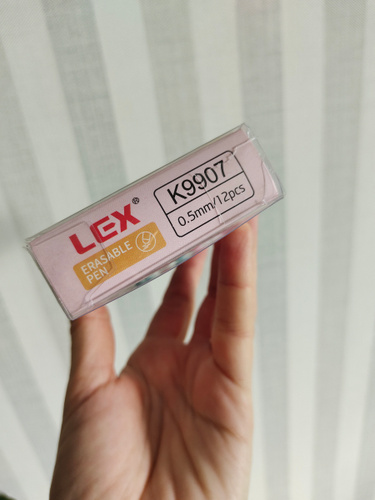 LEX®
ERASABLE
PEN
K9907
0.5mm/12pcs